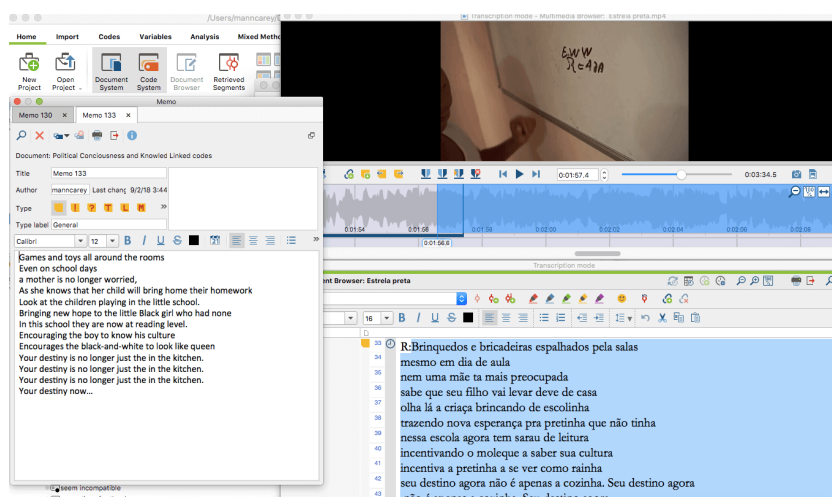 /Users/manncarey/
Transcription mode - Multimedia Browser: Estrela preta.mp4
Home Import Codes Variables Analysis Mixed Metho
New Project
Open Project
Document System
Code System
Document Browser
Retrieved Segments
Memo
Memo 130 × Memo 133 ×
Document: Political Conciousness and Knowled Linked codes
Title Memo 133
Author manncarey Last chang 9/2/18 3:44
Type
Type label General
Calibri 12 B I U S
Games and toys all around the rooms
Even on school days
a mother is no longer worried,
As she knows that her child will bring home their homework
Look at the children playing in the little school.
Bringing new hope to the little Black girl who had none
In this school they are now at reading level.
Encouraging the boy to know his culture
Encourages the black-and-white to look like queen
Your destiny is no longer just the in the kitchen.
Your destiny is no longer just the in the kitchen.
Your destiny is no longer just the in the kitchen.
Your destiny now...
seem incompatible
0:01:57.4 0:03:34.5
0:01:54 0:01:56 0:01:58 0:02:00 0:02:02 0:02:04 0:02:06 0:02:08
0:01:56.6
Transcription mode
ent Browser: Estrela preta
16 B I U S
33 R:Brinquedos e bricadeiras espalhados pela salas
34 mesmo em dia de aula
35 nem uma mãe ta mais preocupada
36 sabe que seu filho vai levar deve de casa
37 olha lá a criaça brincando de escolinha
38 trazendo nova esperança pra pretinha que não tinha
39 nessa escola agora tem sarau de leitura
40 incentivando o moleque a saber sua cultura
41 incentiva a pretinha a se ver como rainha
42 seu destino agora não é apenas a cozinha. Seu destino agora
43 não é apenas a cozinha. Seu destino agora